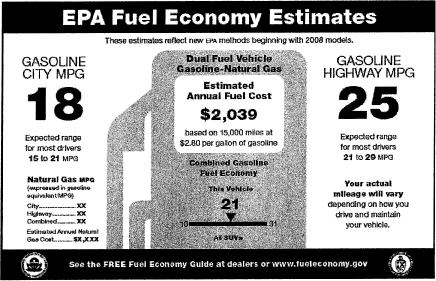 EPA Fuel Economy Estimates
These estimates reflect new EPA methods beginning with 2008 models.
GASOLINE
CITY MPG
18
Expected range
for most drivers
15 to 21 MPG
Natural Gas MPG
(expressed in gasoline
equivalent MPG)
City................ XX
Highway........... XX
Combined......... XX
Estimated Annual Natural
Gas Cost........ $X,XXX
Dual Fuel Vehicle
Gasoline-Natural Gas
Estimated
Annual Fuel Cost
$2,039
based on 15,000 miles at
$2.80 per gallon of gasoline
Combined Gasoline
Fuel Economy
This Vehicle
21
10 31
All SUVs
GASOLINE
HIGHWAY MPG
25
Expected range
for most drivers
21 to 29 MPG
Your actual
mileage will vary
depending on how you
drive and maintain
your vehicle.
See the FREE Fuel Economy Guide at dealers or www.fueleconomy.gov